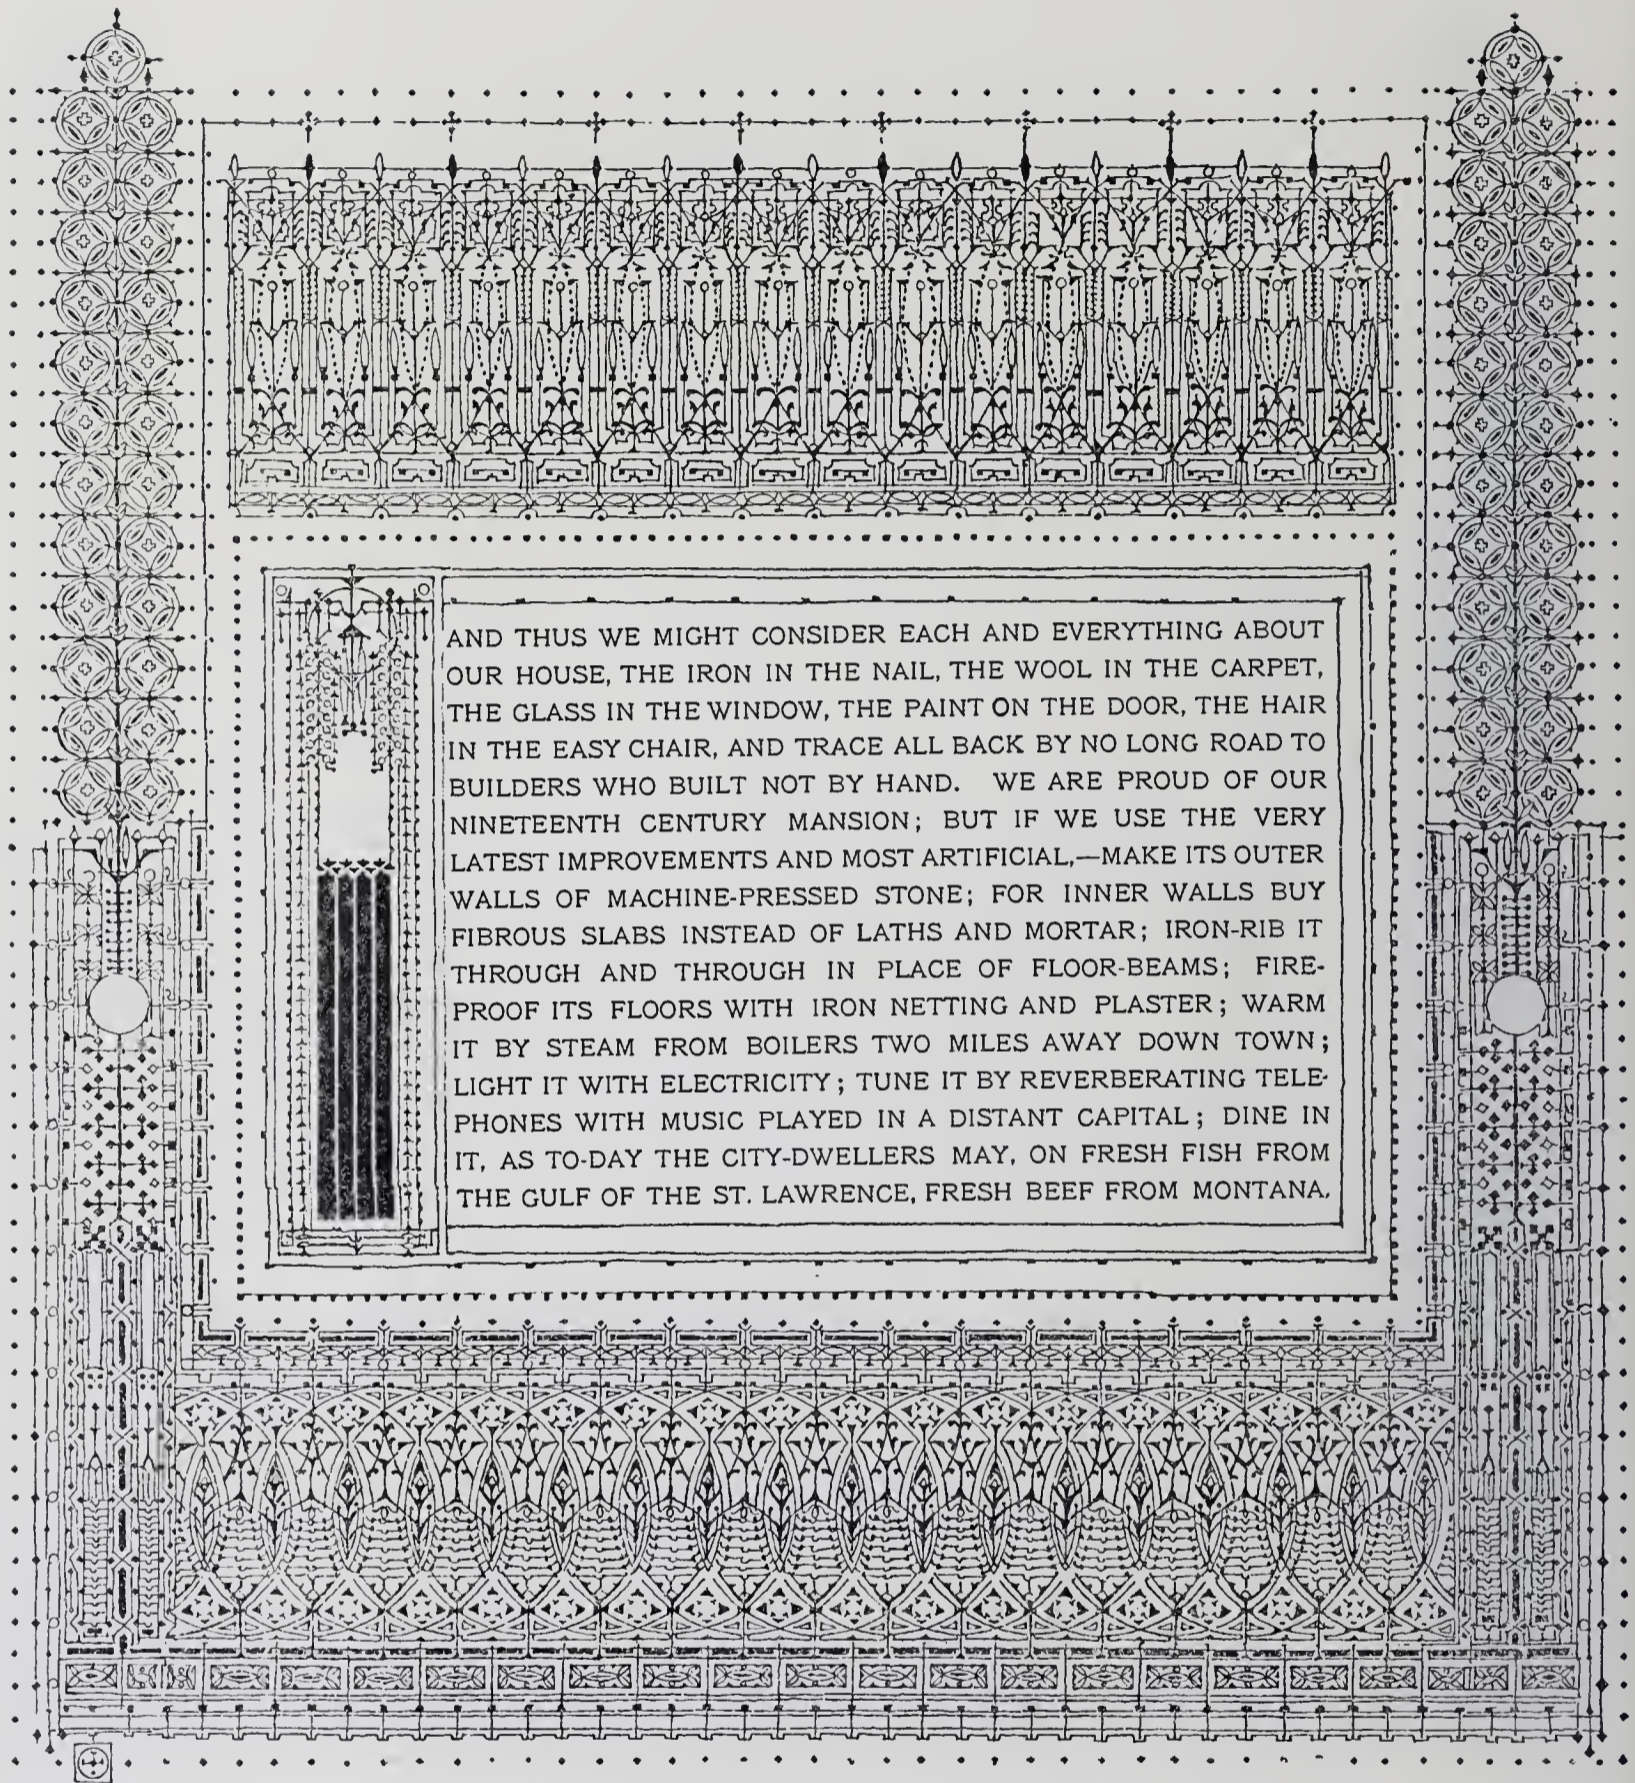 AND THUS WE MIGHT CONSIDER EACH AND EVERYTHING ABOUT
OUR HOUSE, THE IRON IN THE NAIL, THE WOOL IN THE CARPET,
THE GLASS IN THE WINDOW, THE PAINT ON THE DOOR, THE HAIR
IN THE EASY CHAIR, AND TRACE ALL BACK BY NO LONG ROAD TO
BUILDERS WHO BUILT NOT BY HAND. WE ARE PROUD OF OUR
NINETEENTH CENTURY MANSION; BUT IF WE USE THE VERY
LATEST IMPROVEMENTS AND MOST ARTIFICIAL,—MAKE ITS OUTER
WALLS OF MACHINE-PRESSED STONE; FOR INNER WALLS BUY
FIBROUS SLABS INSTEAD OF LATHS AND MORTAR; IRON-RIB IT
THROUGH AND THROUGH IN PLACE OF FLOOR-BEAMS; FIRE-
PROOF ITS FLOORS WITH IRON NETTING AND PLASTER; WARM
IT BY STEAM FROM BOILERS TWO MILES AWAY DOWN TOWN;
LIGHT IT WITH ELECTRICITY; TUNE IT BY REVERBERATING TELE-
PHONES WITH MUSIC PLAYED IN A DISTANT CAPITAL; DINE IN
IT, AS TO-DAY THE CITY-DWELLERS MAY, ON FRESH FISH FROM
THE GULF OF THE ST. LAWRENCE, FRESH BEEF FROM MONTANA,